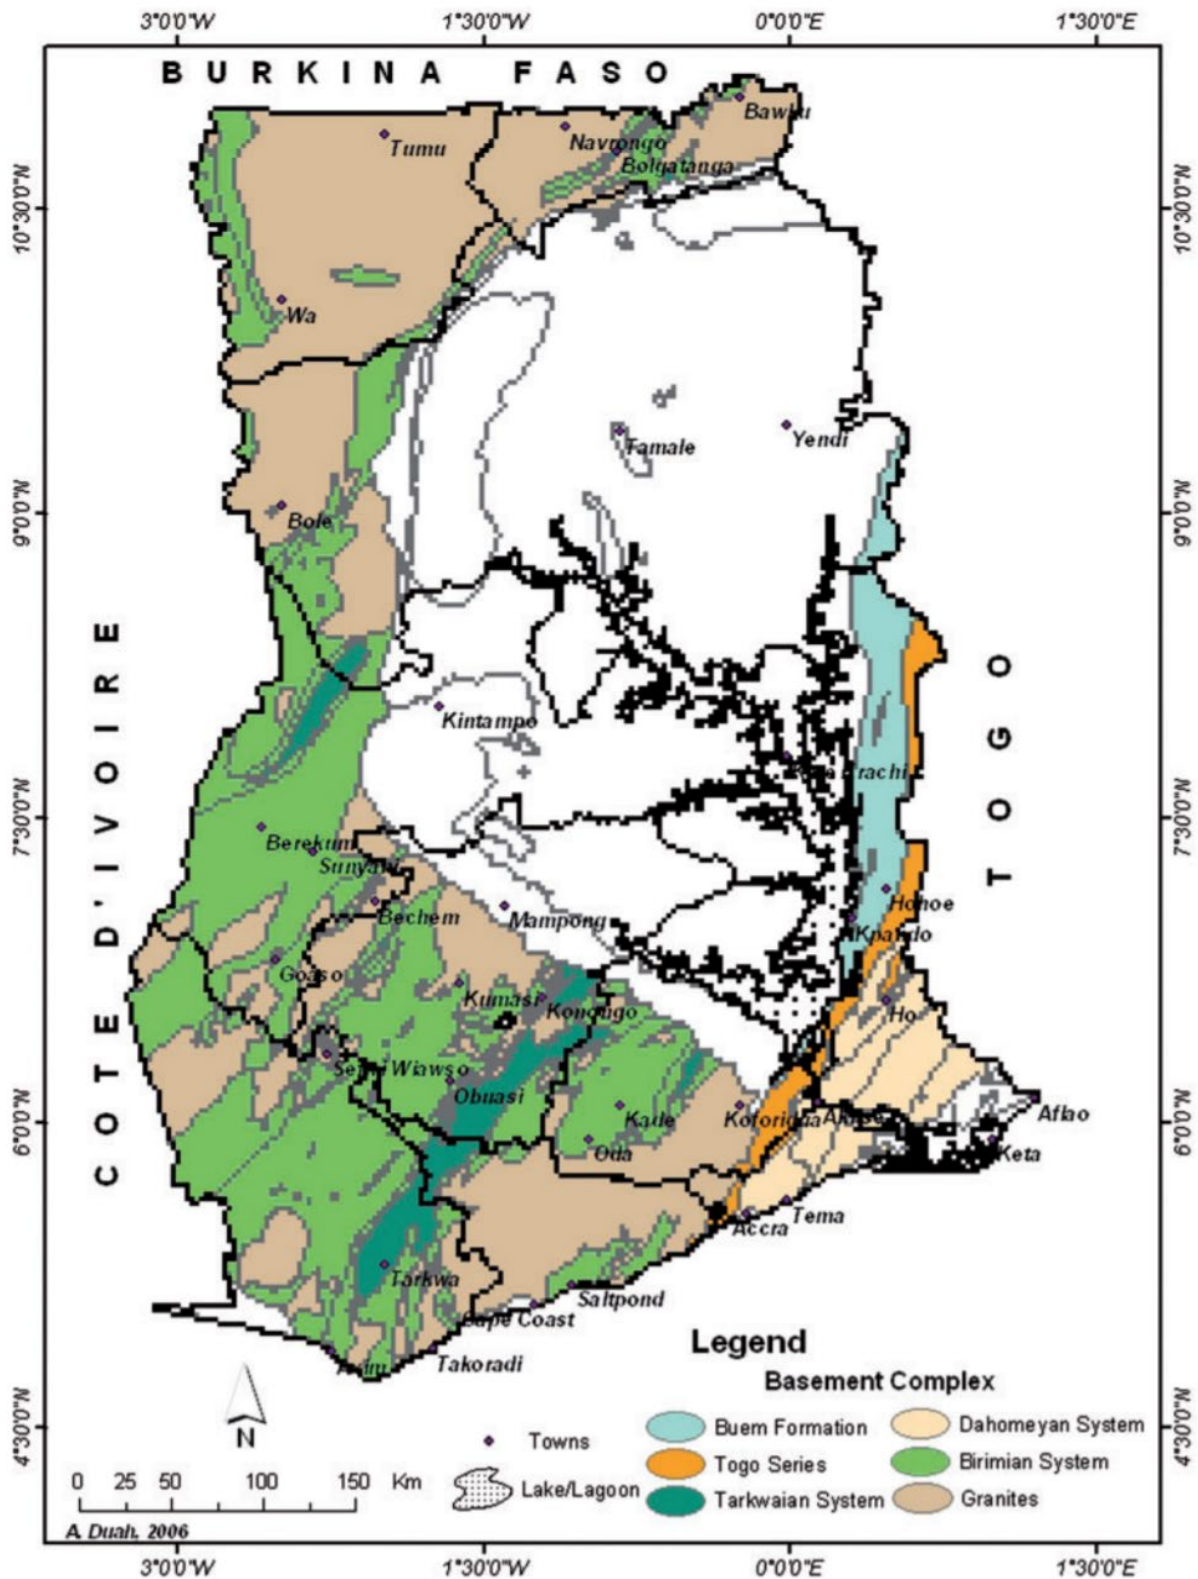 3°0'0"W 1°30'0"W 0°0'0"E 1°30'0"E
BURKINA FASO
Bawku
Tumu
Navrongo
Bolgatanga
10°30'0"N 10°30'0"N
Wa
Tamale
Yendi
9°0'0"N 9°0'0"N
Bole
COTE D'IVOIRE
TOGO
Kintampo
7°30'0"N 7°30'0"N
Berekum
Sunyani
Hohoe
Bechem
Mampong
Kpando
Goaso
Kumasi
Konongo
Ho
Wiawso
Obuasi
Kade
Koforidua
Aflao
6°0'0"N 6°0'0"N
Oda
Keta
Accra
Tema
Tarkwa
Saltpond
Cape Coast
Takoradi
Legend
Basement Complex
Buem Formation
Dahomeyan System
Togo Series
Birimian System
Tarkwaian System
Granites
Towns
Lake/Lagoon
N
4°30'0"N 4°30'0"N
0 25 50 100 150 Km
A. Duah, 2006
3°0'0"W 1°30'0"W 0°0'0"E 1°30'0"E